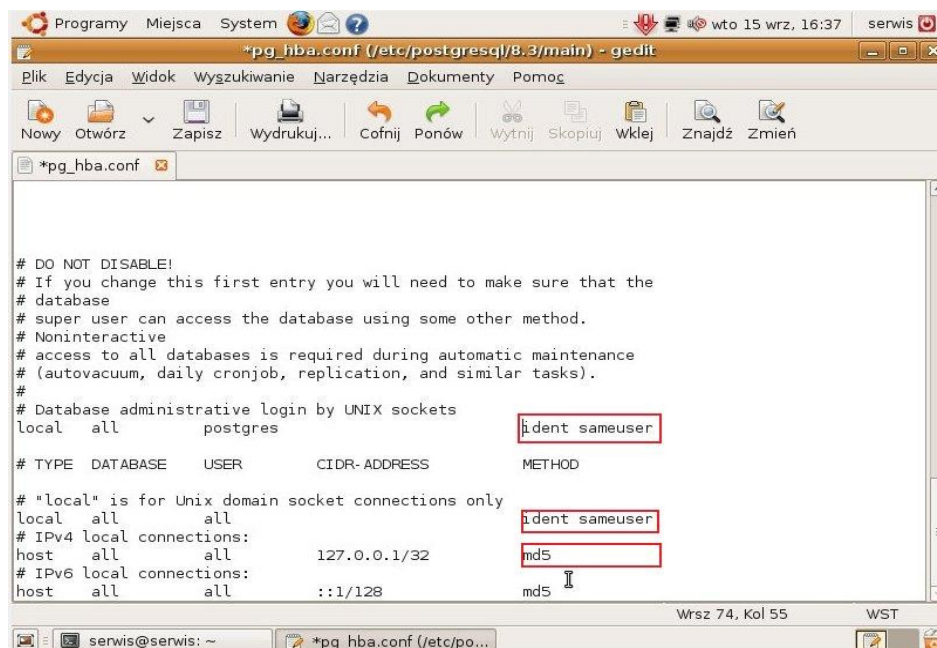 Programy Miejsca System ? wto 15 wrz, 16:37 serwis
*pg_hba.conf (/etc/postgresql/8.3/main) - gedit
Plik Edycja Widok Wyszukiwanie Narzędzia Dokumenty Pomoc
Nowy Otwórz Zapisz Wydrukuj... Cofnij Ponów Wytnij Skopiuj Wklej Znajdź Zmień
*pg_hba.conf
# DO NOT DISABLE!
# If you change this first entry you will need to make sure that the
# database
# super user can access the database using some other method.
# Noninteractive
# access to all databases is required during automatic maintenance
# (autovacuum, daily cronjob, replication, and similar tasks).
#
# Database administrative login by UNIX sockets
local all postgres ident sameuser
# TYPE DATABASE USER CIDR-ADDRESS METHOD
# "local" is for Unix domain socket connections only
local all all ident sameuser
# IPv4 local connections:
host all all 127.0.0.1/32 md5
# IPv6 local connections:
host all all ::1/128 md5
Wrsz 74, Kol 55 WST
serwis@serwis: ~ *pg_hba.conf (/etc/po...